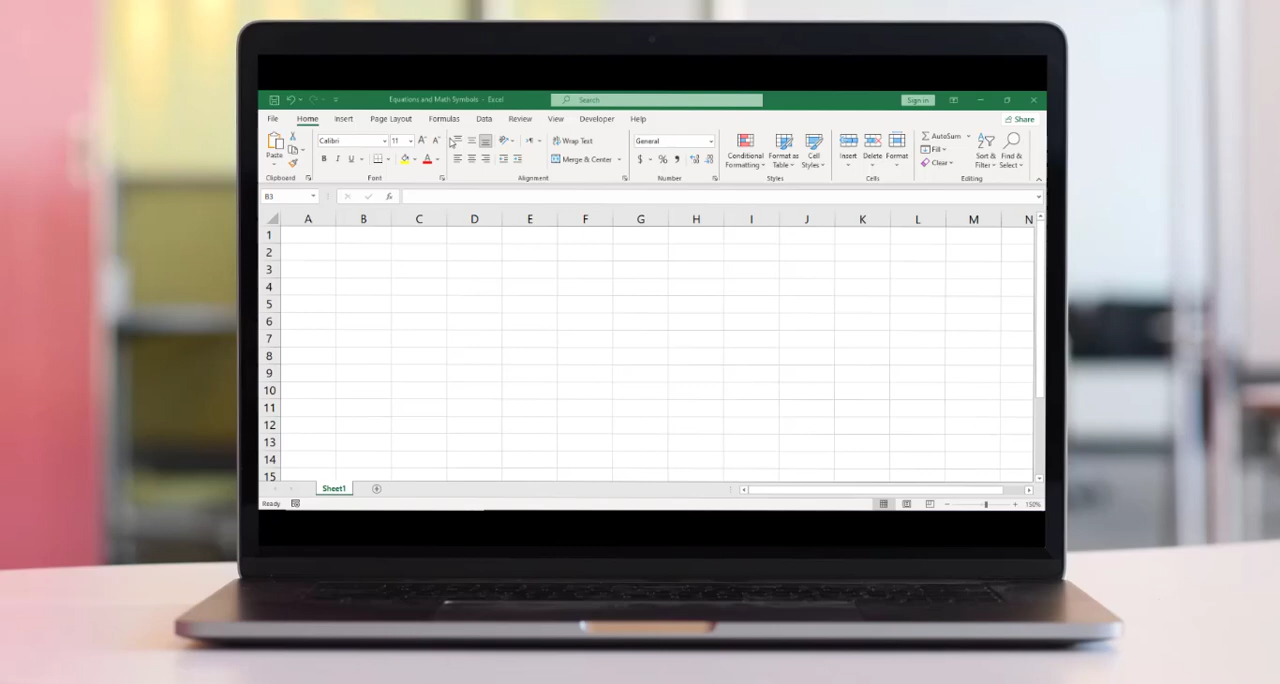 Equations and Math Symbols - Excel
Search
Sign in
File Home Insert Page Layout Formulas Data Review View Developer Help
Share
Calibri 11
Wrap Text
General
AutoSum
Paste
B I U A
Merge & Center
$ % ,
Conditional Formatting
Format as Table
Cell Styles
Insert Delete Format
Fill
Clear
Sort & Filter
Find & Select
Clipboard Font Alignment Number Styles Cells Editing
B3 fx
A B C D E F G H I J K L M N
1
2
3
4
5
6
7
8
9
10
11
12
13
14
15
Sheet1
Ready 150%